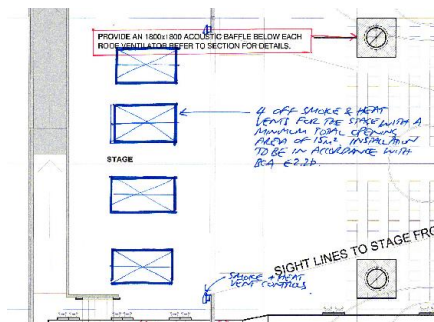 PROVIDE AN 1800x1800 ACOUSTIC BAFFLE BELOW EACH
ROOF VENTILATOR REFER TO SECTION FOR DETAILS.
4 OFF SMOKE & HEAT
VENTS FOR THE STAGE WITH A
MINIMUM TOTAL OPENING
AREA OF 15m² INSTALLATION
TO BE IN ACCORDANCE WITH
BCA E2.2b.
STAGE
SIGHT LINES TO STAGE FRO
SMOKE + HEAT
VENT CONTROLS